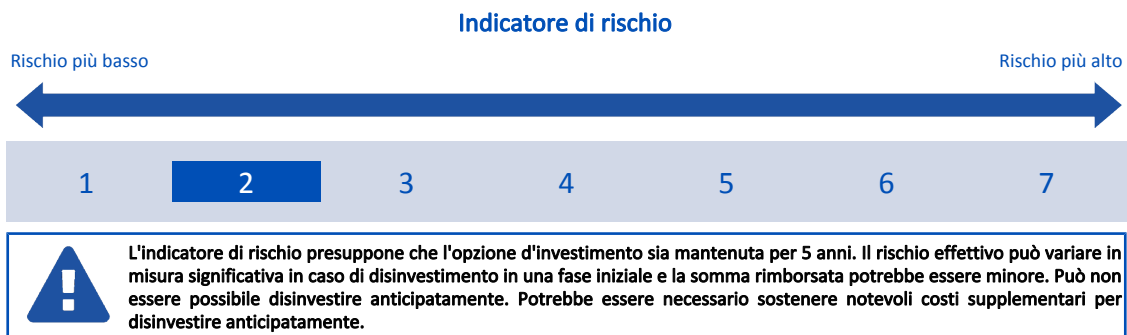 Indicatore di rischio
Rischio più basso
Rischio più alto
1 2 3 4 5 6 7
L'indicatore di rischio presuppone che l'opzione d'investimento sia mantenuta per 5 anni. Il rischio effettivo può variare in
misura significativa in caso di disinvestimento in una fase iniziale e la somma rimborsata potrebbe essere minore. Può non
essere possibile disinvestire anticipatamente. Potrebbe essere necessario sostenere notevoli costi supplementari per
disinvestire anticipatamente.